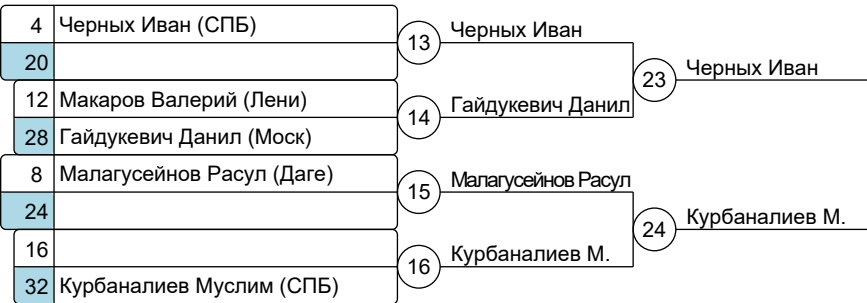 4 Черных Иван (СПБ)
20
12 Макаров Валерий (Лени)
28 Гайдукевич Данил (Моск)
8 Малагусейнов Расул (Даге)
24
16
32 Курбаналиев Муслим (СПБ)
13 Черных Иван
14 Гайдукевич Данил
15 Малагусейнов Расул
16 Курбаналиев М.
23 Черных Иван
24 Курбаналиев М.